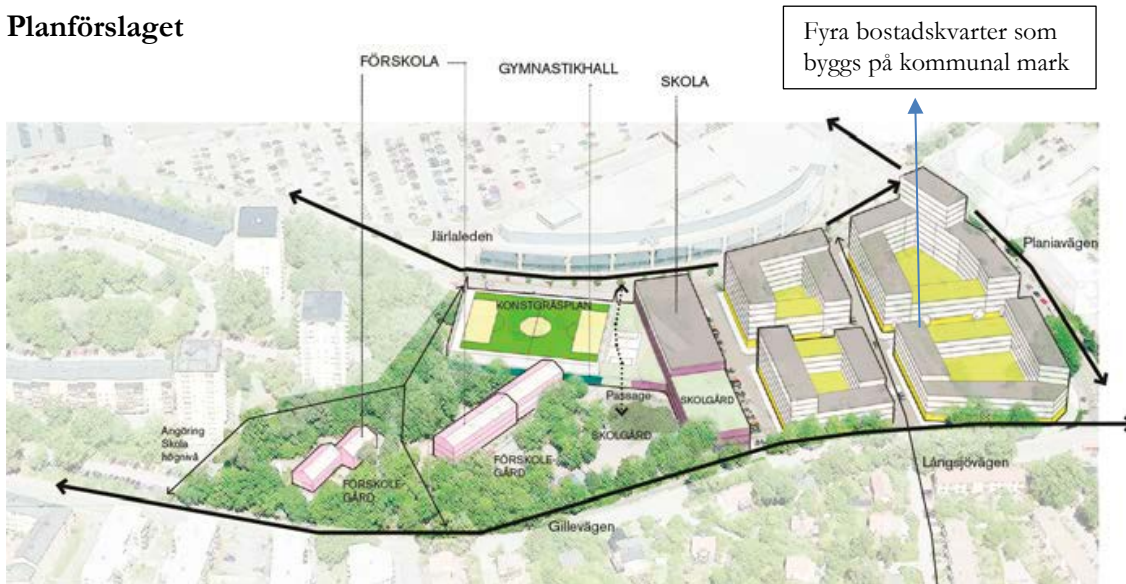 Planförslaget
Fyra bostadskvarter som
byggs på kommunal mark
FÖRSKOLA
GYMNASTIKHALL
SKOLA
Järlaleden
Planiavägen
KONSTGRÄSPLAN
Passage
SKOLGÅRD
SKOLGÅRD
Angöring
Skola
högnivå
FÖRSKOLE-
GÅRD
FÖRSKOLE-
GÅRD
Långsjövägen
Gillevägen